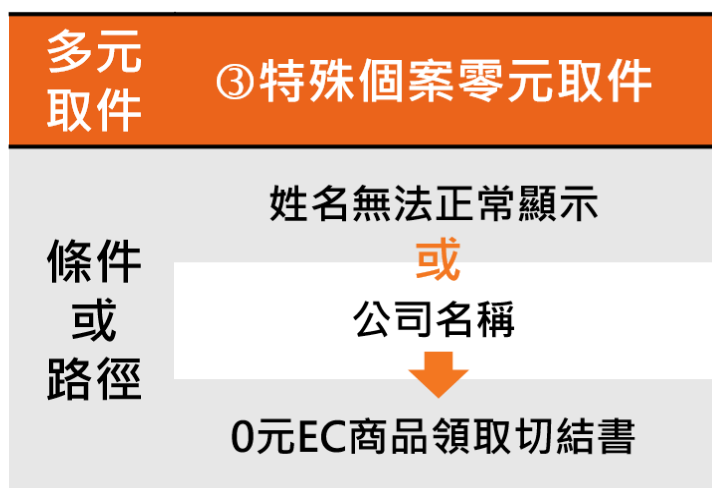 多元
取件
③特殊個案零元取件
條件
或
路徑
姓名無法正常顯示
或
公司名稱
0元EC商品領取切結書